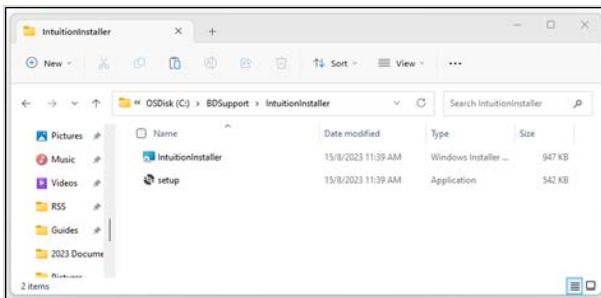 IntuitionInstaller
New Sort View
OSDisk (C:) > BDSupport > IntuitionInstaller Search IntuitionInstaller
Name Date modified Type Size
IntuitionInstaller 15/8/2023 11:39 AM Windows Installer ... 947 KB
setup 15/8/2023 11:39 AM Application 542 KB
Pictures
Music
Videos
RSS
Guides
2023 Docume
Pictures
2 items